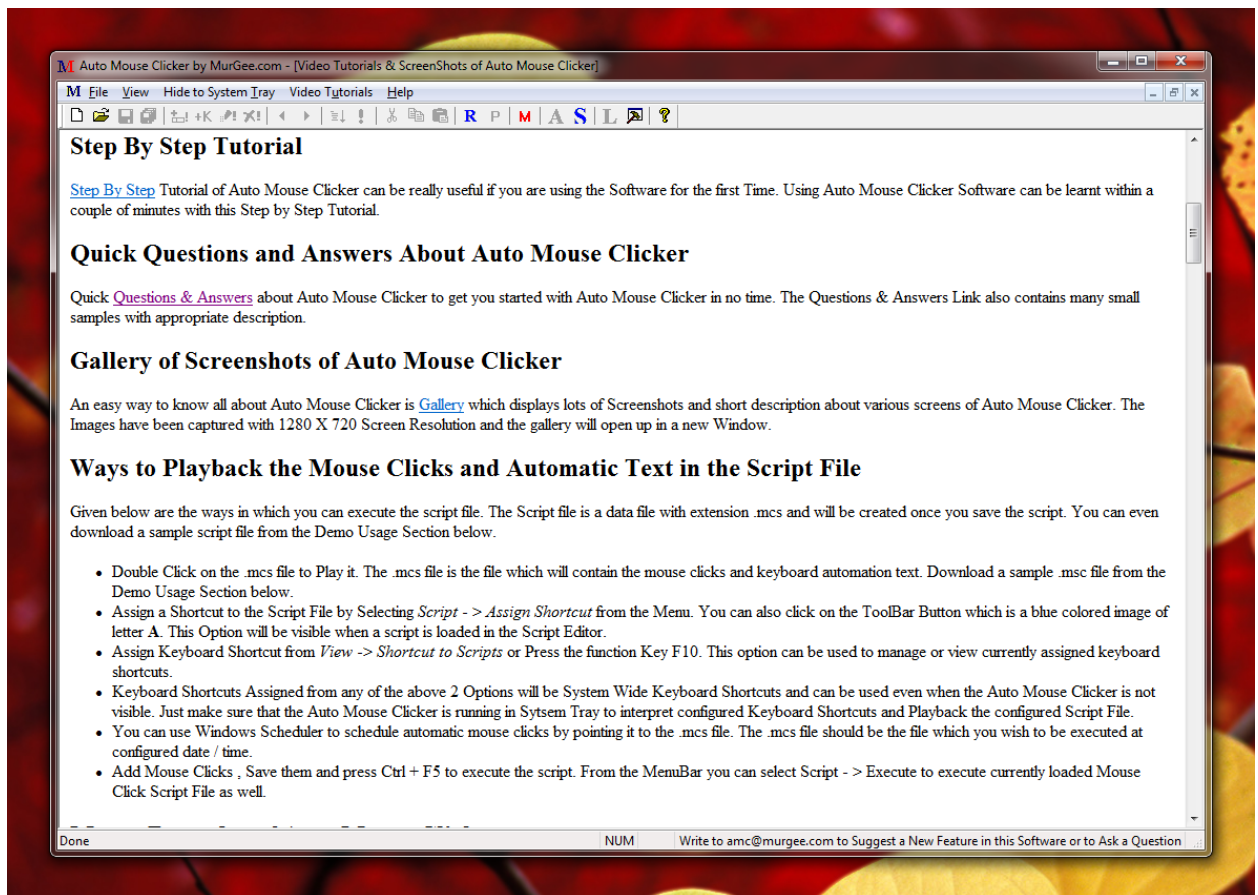 Auto Mouse Clicker by MurGee.com - [Video Tutorials & ScreenShots of Auto Mouse Clicker]
M File View Hide to System Tray Video Tutorials Help
+K R P M A S L ?
Step By Step Tutorial
Step By Step Tutorial of Auto Mouse Clicker can be really useful if you are using the Software for the first Time. Using Auto Mouse Clicker Software can be learnt within a
couple of minutes with this Step by Step Tutorial.
Quick Questions and Answers About Auto Mouse Clicker
Quick Questions & Answers about Auto Mouse Clicker to get you started with Auto Mouse Clicker in no time. The Questions & Answers Link also contains many small
samples with appropriate description.
Gallery of Screenshots of Auto Mouse Clicker
An easy way to know all about Auto Mouse Clicker is Gallery which displays lots of Screenshots and short description about various screens of Auto Mouse Clicker. The
Images have been captured with 1280 X 720 Screen Resolution and the gallery will open up in a new Window.
Ways to Playback the Mouse Clicks and Automatic Text in the Script File
Given below are the ways in which you can execute the script file. The Script file is a data file with extension .mcs and will be created once you save the script. You can even
download a sample script file from the Demo Usage Section below.
• Double Click on the .mcs file to Play it. The .mcs file is the file which will contain the mouse clicks and keyboard automation text. Download a sample .msc file from the
Demo Usage Section below.
• Assign a Shortcut to the Script File by Selecting Script - > Assign Shortcut from the Menu. You can also click on the ToolBar Button which is a blue colored image of
letter A. This Option will be visible when a script is loaded in the Script Editor.
• Assign Keyboard Shortcut from View -> Shortcut to Scripts or Press the function Key F10. This option can be used to manage or view currently assigned keyboard
shortcuts.
• Keyboard Shortcuts Assigned from any of the above 2 Options will be System Wide Keyboard Shortcuts and can be used even when the Auto Mouse Clicker is not
visible. Just make sure that the Auto Mouse Clicker is running in Sytsem Tray to interpret configured Keyboard Shortcuts and Playback the configured Script File.
• You can use Windows Scheduler to schedule automatic mouse clicks by pointing it to the .mcs file. The .mcs file should be the file which you wish to be executed at
configured date / time.
• Add Mouse Clicks , Save them and press Ctrl + F5 to execute the script. From the MenuBar you can select Script - > Execute to execute currently loaded Mouse
Click Script File as well.
Done NUM Write to amc@murgee.com to Suggest a New Feature in this Software or to Ask a Question